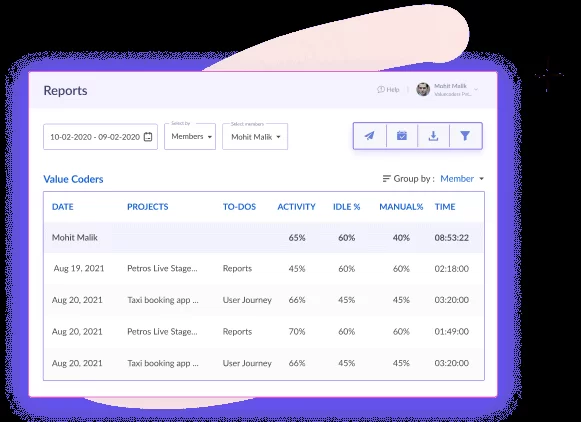 Reports
Help
Mohit Malik
Valuecoders Pvt...
Select by
Select members
10-02-2020 - 09-02-2020
Members
Mohit Malik
Value Coders
Group by : Member
DATE PROJECTS TO-DOS ACTIVITY IDLE % MANUAL% TIME
Mohit Malik 65% 60% 40% 08:53:22
Aug 19. 2021 Petros Live Stage... Reports 45% 60% 60% 02:18:00
Aug 20, 2021 Taxi booking app ... User Journey 66% 45% 45% 03:20:00
Aug 20, 2021 Petros Live Stage... Reports 70% 60% 60% 01:49:00
Aug 20. 2021 Taxi booking app ... User Journey 66% 45% 45% 03:20:00